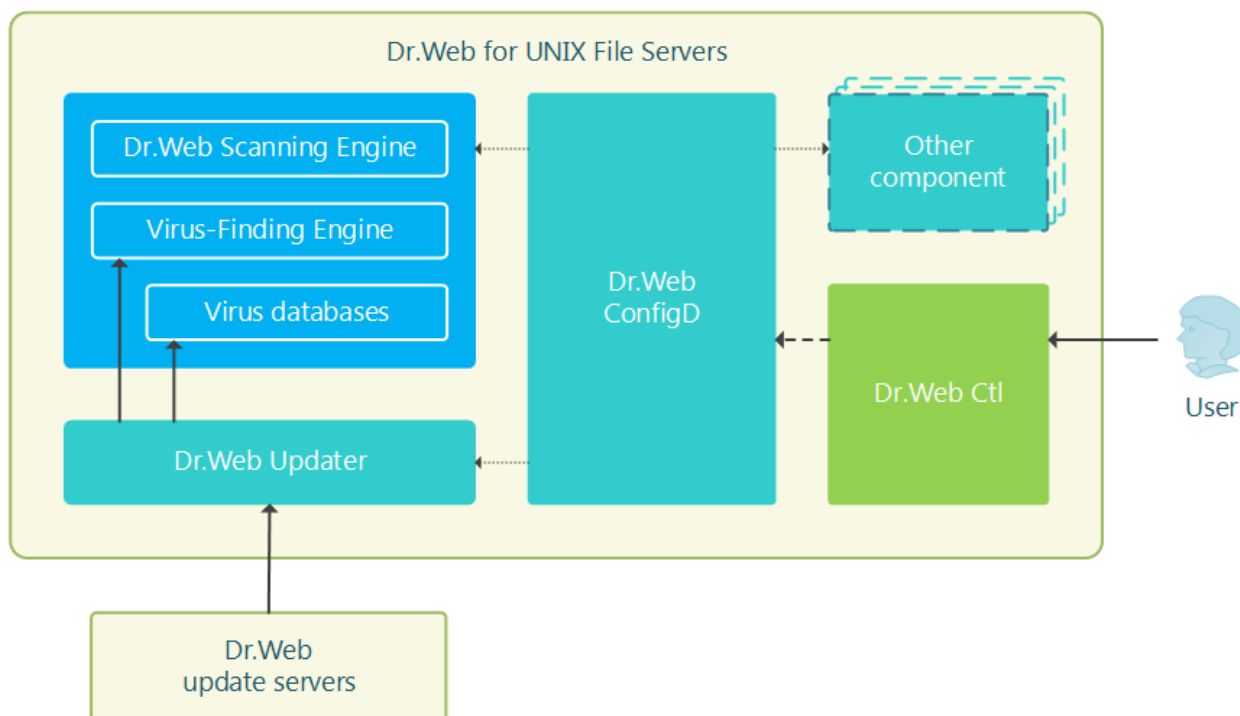 Dr.Web for UNIX File Servers
Dr.Web Scanning Engine
Virus-Finding Engine
Virus databases
Dr.Web Updater
Dr.Web
ConfigD
Other
component
Dr.Web Ctl
User
Dr.Web
update servers